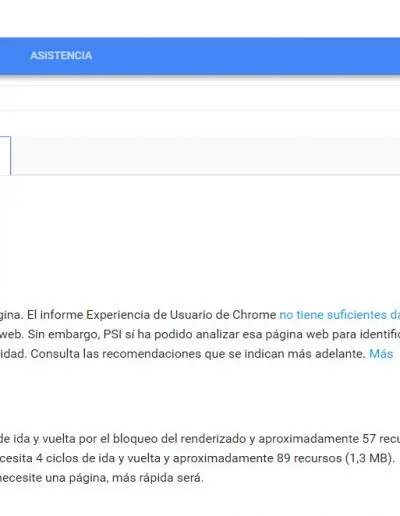 ASISTENCIA
gina. El informe Experiencia de Usuario de Chrome no tiene suficientes da
web. Sin embargo, PSI sí ha podido analizar esa página web para identific
idad. Consulta las recomendaciones que se indican más adelante. Más
de ida y vuelta por el bloqueo del renderizado y aproximadamente 57 recu
cesita 4 ciclos de ida y vuelta y aproximadamente 89 recursos (1,3 MB).
necesite una página, más rápida será.